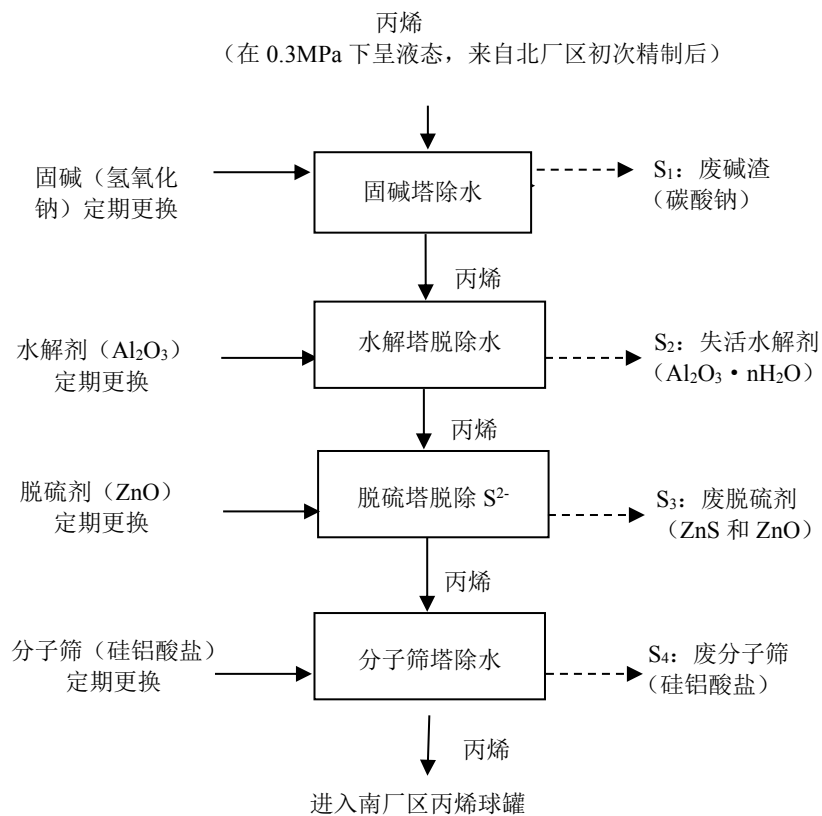 丙烯
（在 0.3MPa 下呈液态，来自北厂区初次精制后）
固碱（氢氧化
钠）定期更换
固碱塔除水
S₁：废碱渣
（碳酸钠）
丙烯
水解剂（Al₂O₃）
定期更换
水解塔脱除水
S₂：失活水解剂
（Al₂O₃·nH₂O）
丙烯
脱硫剂（ZnO）
定期更换
脱硫塔脱除 S²⁻
S₃：废脱硫剂
（ZnS 和 ZnO）
丙烯
分子筛（硅铝酸盐）
定期更换
分子筛塔除水
S₄：废分子筛
（硅铝酸盐）
丙烯
进入南厂区丙烯球罐